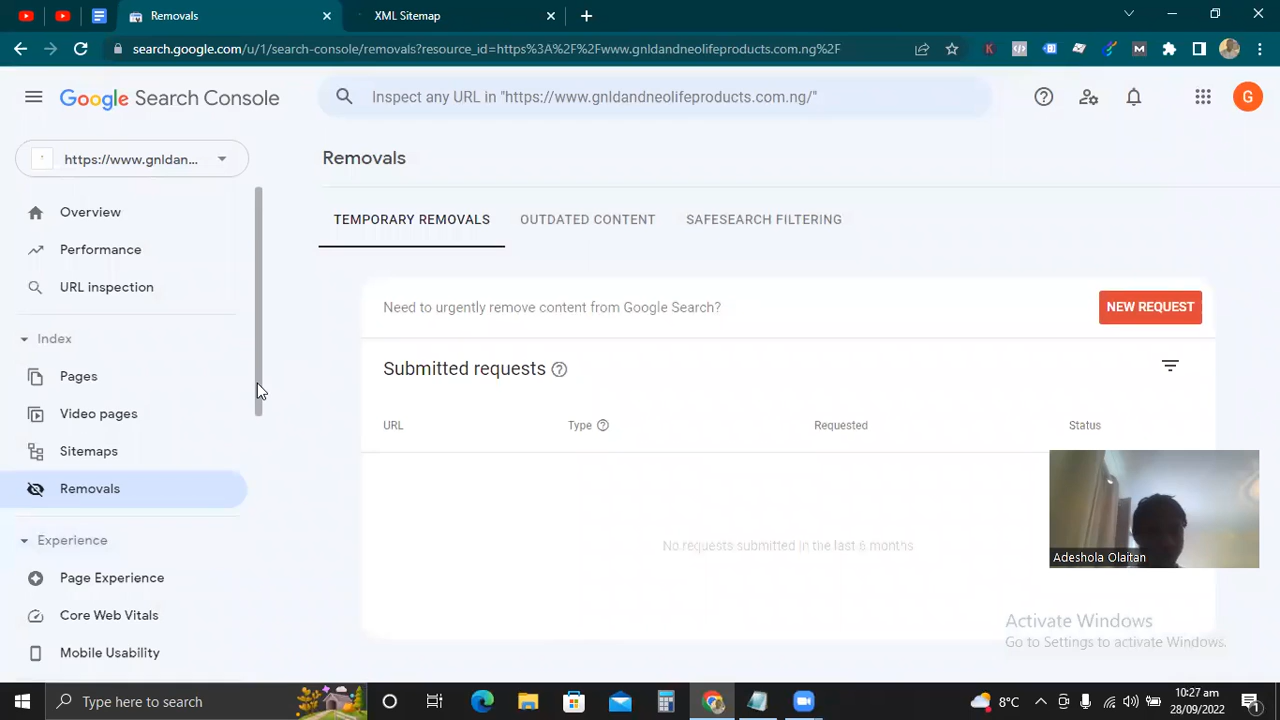 Removals
XML Sitemap
search.google.com/u/1/search-console/removals?resource_id=https%3A%2F%2Fwww.gnldandneolifeproducts.com.ng%2F
Google Search Console
Inspect any URL in "https://www.gnldandneolifeproducts.com.ng/"
G
https://www.gnldan...
Overview
Performance
URL inspection
Index
Pages
Video pages
Sitemaps
Removals
Experience
Page Experience
Core Web Vitals
Mobile Usability
Removals
TEMPORARY REMOVALS
OUTDATED CONTENT
SAFESEARCH FILTERING
Need to urgently remove content from Google Search?
NEW REQUEST
Submitted requests
URL
Type
Requested
Status
No requests submitted in the last 6 months
Adeshola Olaitan
Activate Windows
Go to Settings to activate Windows.
Type here to search
8°C
10:27 am
28/09/2022